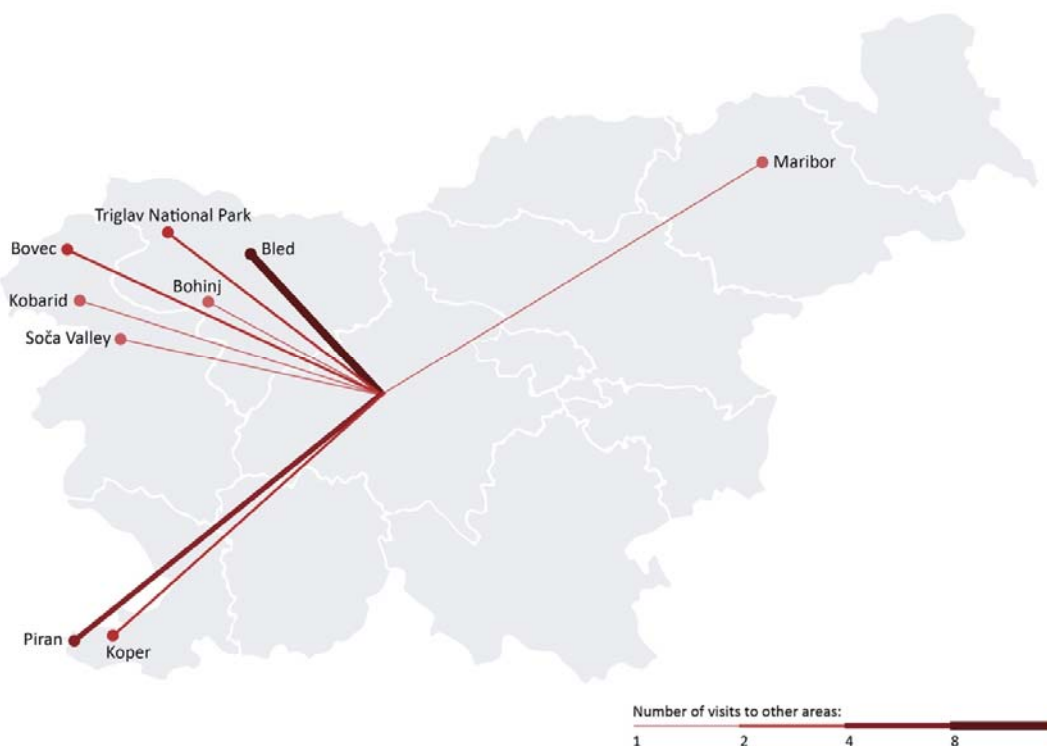 Maribor
Triglav National Park
Bovec
Bled
Bohinj
Kobarid
Soča Valley
Piran
Koper
Number of visits to other areas:
1 2 4 8